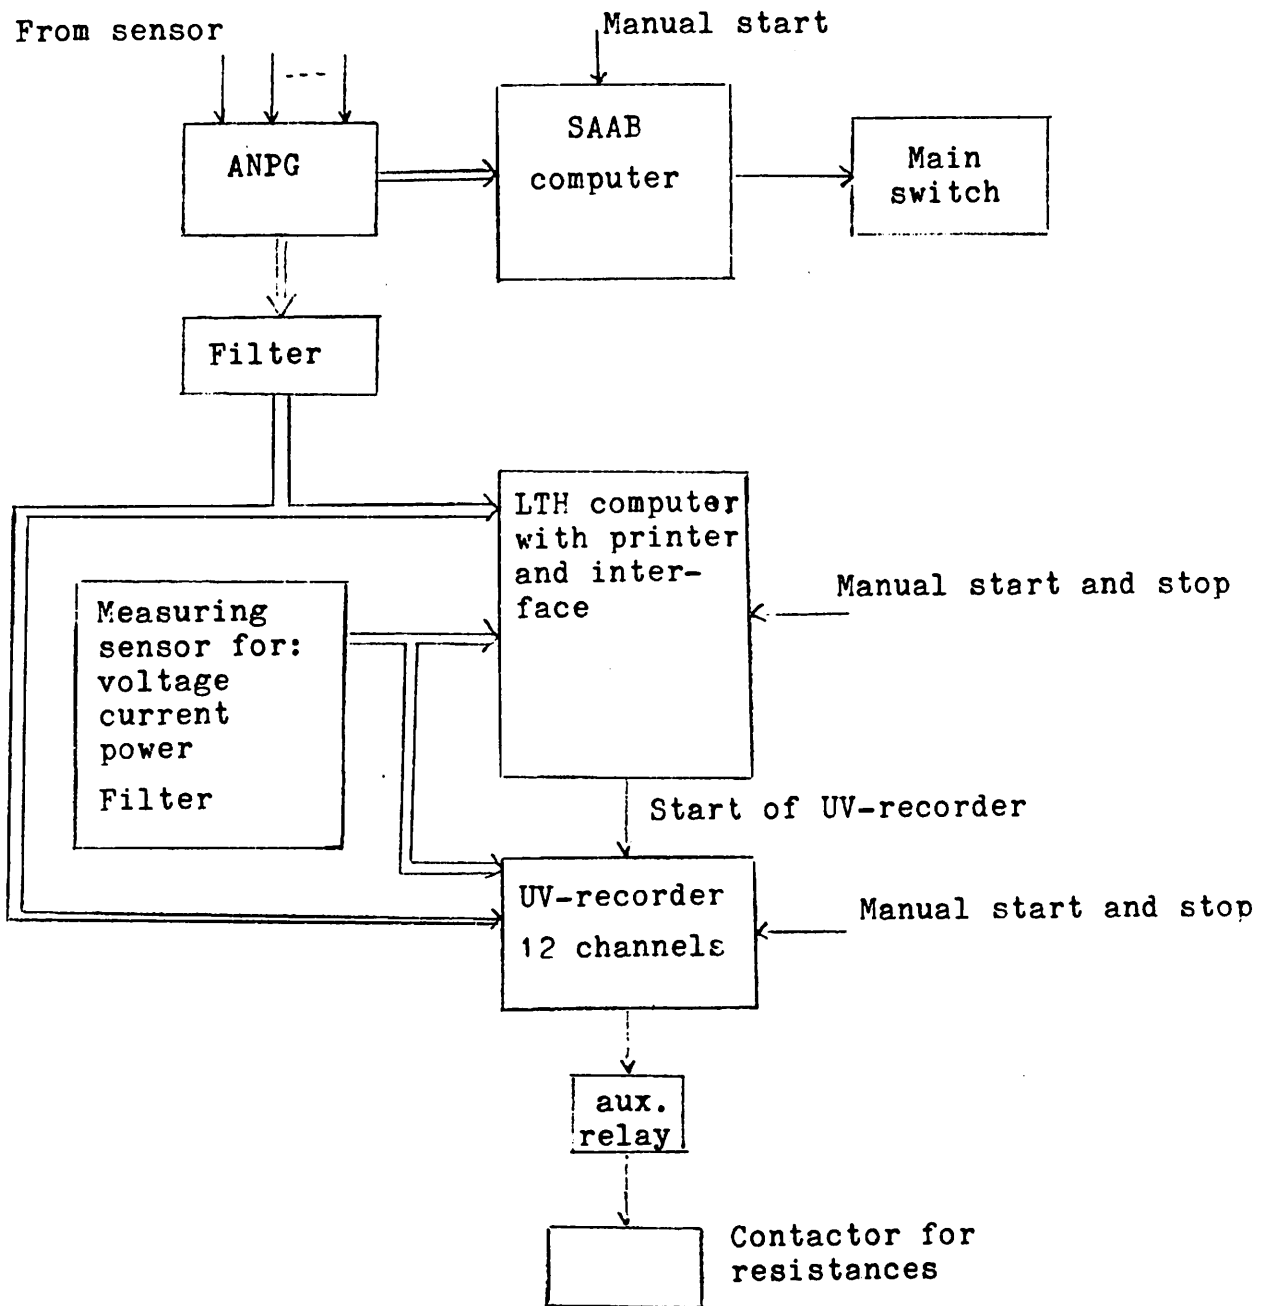 From sensor
Manual start
ANPG
SAAB
computer
Main
switch
Filter
LTH computer
with printer
and inter-
face
Manual start and stop
Measuring
sensor for:
voltage
current
power
Filter
Start of UV-recorder
UV-recorder
12 channels
Manual start and stop
aux.
relay
Contactor for
resistances